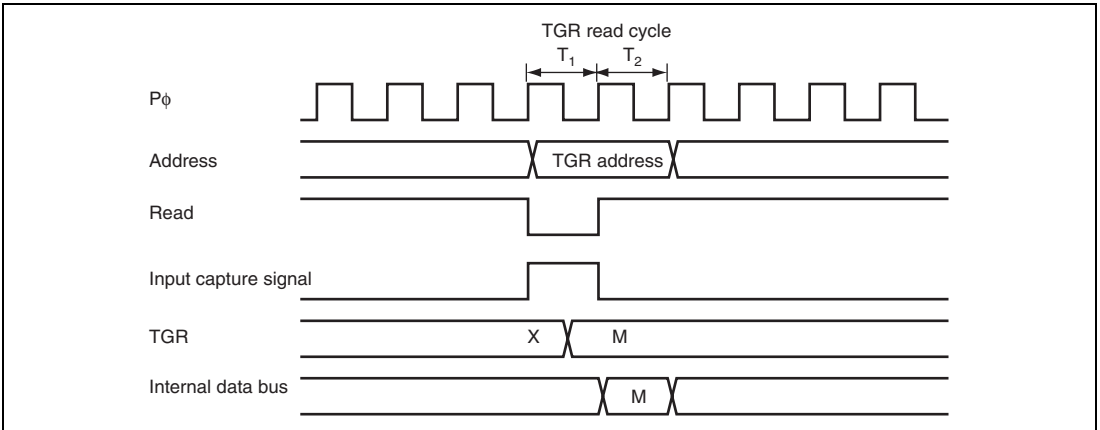 TGR read cycle
T1 T2
Pϕ
Address TGR address
Read
Input capture signal
TGR X M
Internal data bus M